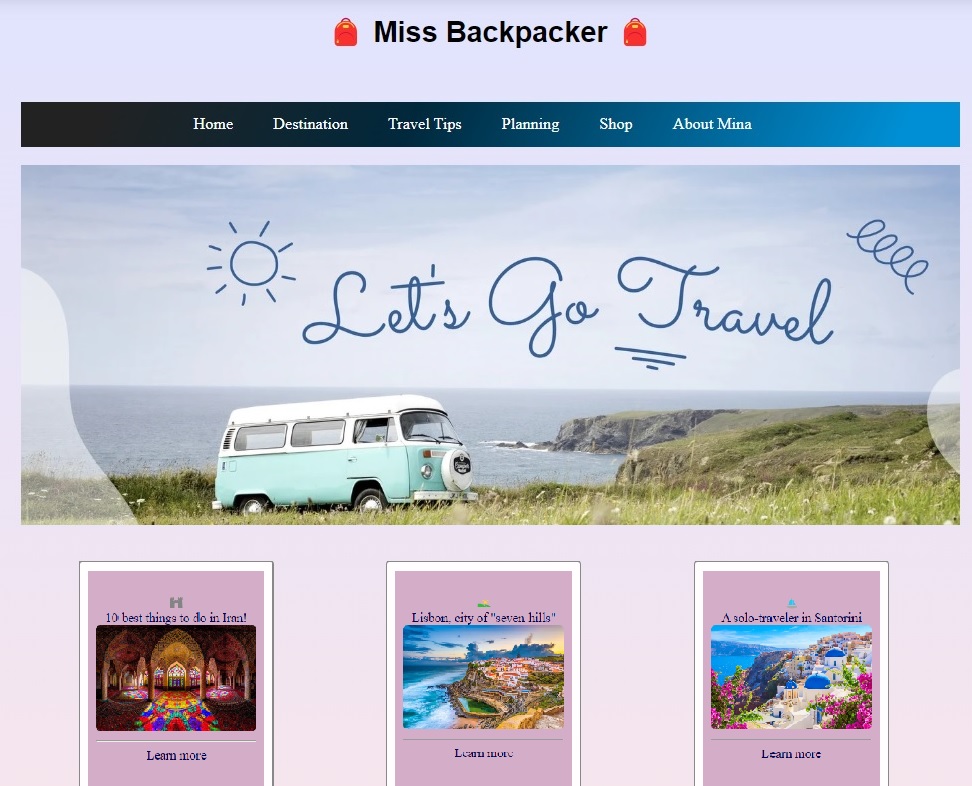 Miss Backpacker
Home Destination Travel Tips Planning Shop About Mina
Let's Go Travel
10 best things to do in Iran!
Lisbon, city of "seven hills"
A solo-traveler in Santorini
Learn more
Learn more
Learn more